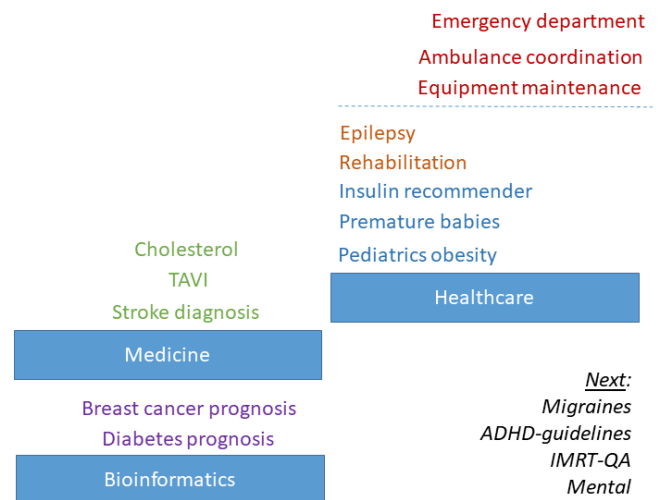 Emergency department
Ambulance coordination
Equipment maintenance
Epilepsy
Rehabilitation
Insulin recommender
Premature babies
Pediatrics obesity
Healthcare
Cholesterol
TAVI
Stroke diagnosis
Medicine
Breast cancer prognosis
Diabetes prognosis
Bioinformatics
Next:
Migraines
ADHD-guidelines
IMRT-QA
Mental